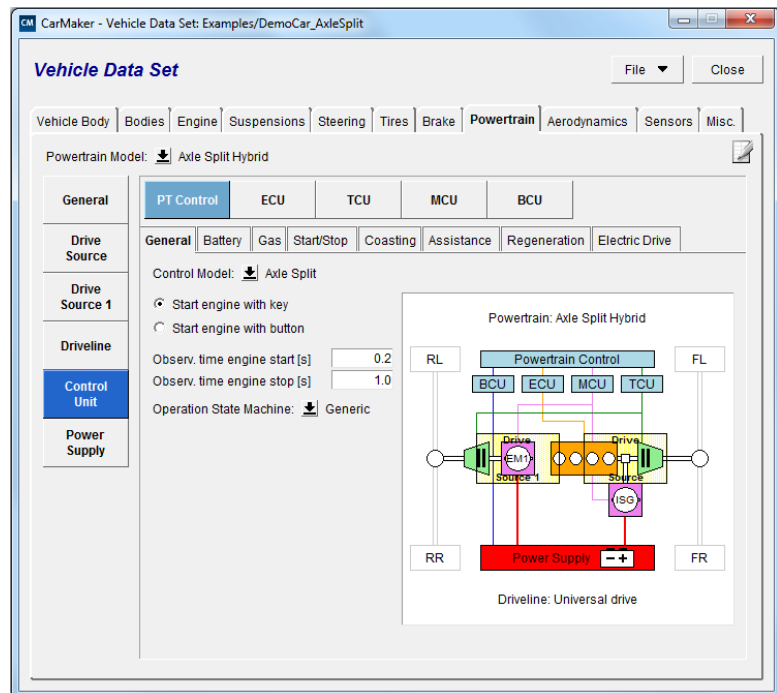 CM CarMaker - Vehicle Data Set: Examples/DemoCar_AxleSplit
Vehicle Data Set
File
Close
Vehicle Body Bodies Engine Suspensions Steering Tires Brake Powertrain Aerodynamics Sensors Misc.
Powertrain Model: Axle Split Hybrid
General
Drive
Source
Drive
Source 1
Driveline
Control
Unit
Power
Supply
PT Control ECU TCU MCU BCU
General Battery Gas Start/Stop Coasting Assistance Regeneration Electric Drive
Control Model: Axle Split
Start engine with key
Start engine with button
Observ. time engine start [s] 0.2
Observ. time engine stop [s] 1.0
Operation State Machine: Generic
Powertrain: Axle Split Hybrid
RL Powertrain Control FL
BCU ECU MCU TCU
Drive Drive
EM1
Source 1 Source
ISG
RR Power Supply - + FR
Driveline: Universal drive